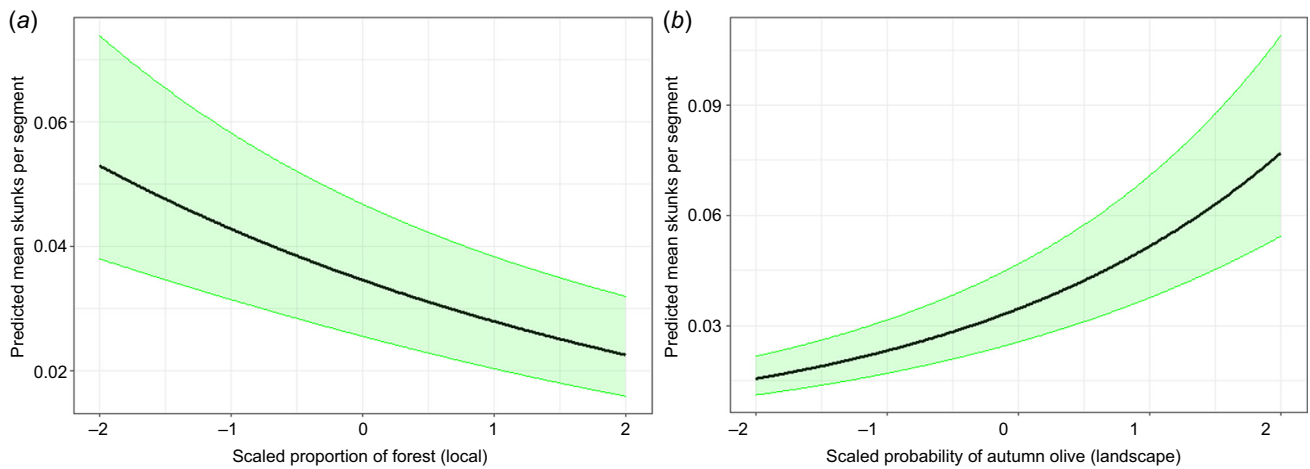 (a)
Predicted mean skunks per segment
0.06
0.04
0.02
–2
–1
0
1
2
Scaled proportion of forest (local)
(b)
Predicted mean skunks per segment
0.09
0.06
0.03
–2
–1
0
1
2
Scaled probability of autumn olive (landscape)